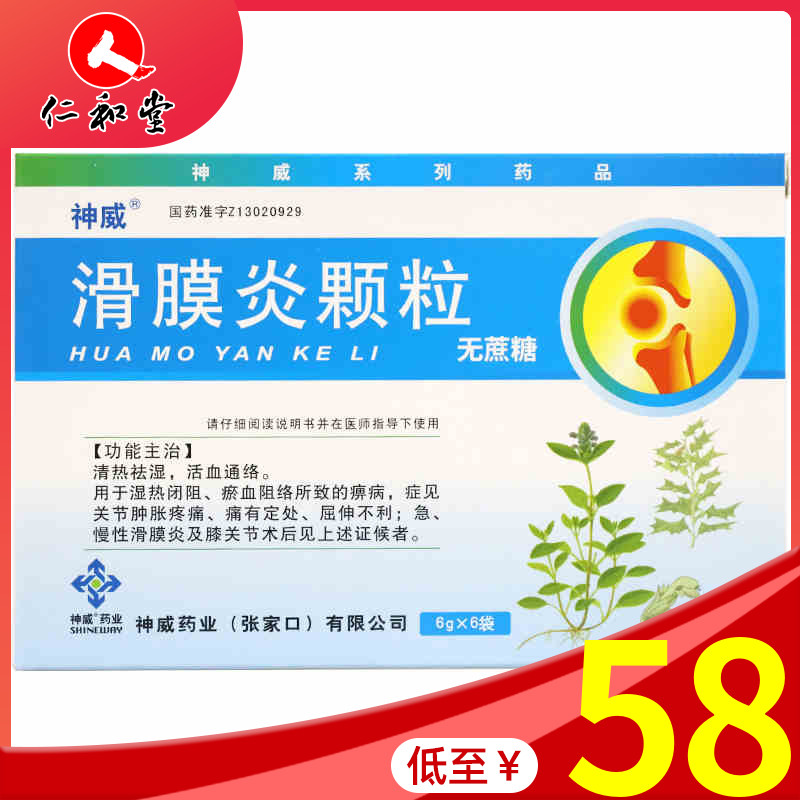 仁和堂
神威系列药品
神威®
国药准字Z13020929
滑膜炎颗粒
HUA MO YAN KE LI
无蔗糖
请仔细阅读说明书并在医师指导下使用
【功能主治】
清热祛湿，活血通络。
用于湿热闭阻、瘀血阻络所致的痹病，症见
关节肿胀疼痛、痛有定处、屈伸不利；急、
慢性滑膜炎及膝关节术后见上述证候者。
神威®药业
SHINEWAY
神威药业（张家口）有限公司
6g×6袋
低至¥
58